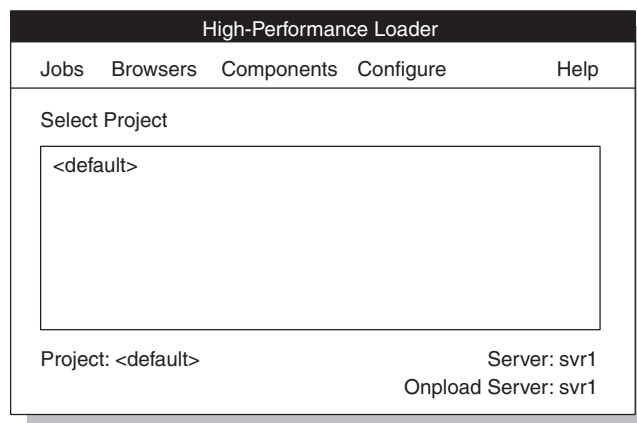 High-Performance Loader
Jobs Browsers Components Configure Help
Select Project
<default>
Project: <default> Server: svr1
Onpload Server: svr1